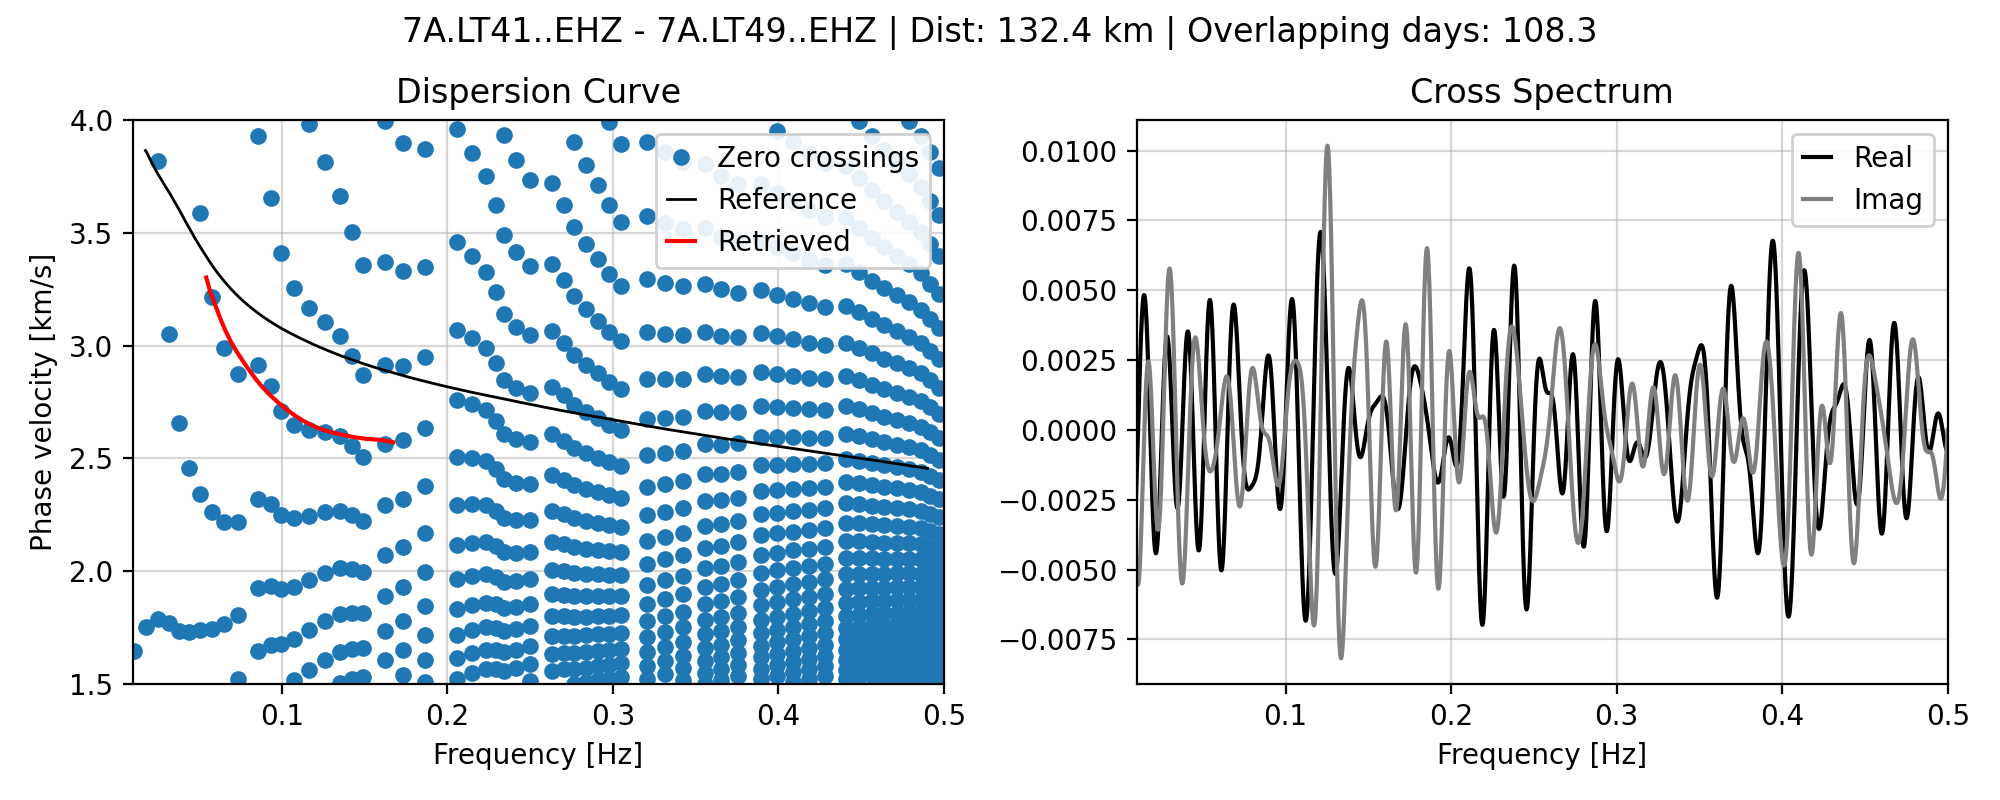 7A.LT41..EHZ - 7A.LT49..EHZ | Dist: 132.4 km | Overlapping days: 108.3
Dispersion Curve
4.0
3.5
3.0
2.5
2.0
1.5
Phase velocity [km/s]
0.1
0.2
0.3
0.4
0.5
Frequency [Hz]
Zero crossings
Reference
Retrieved
Cross Spectrum
0.0100
0.0075
0.0050
0.0025
0.0000
−0.0025
−0.0050
−0.0075
0.1
0.2
0.3
0.4
0.5
Frequency [Hz]
Real
Imag